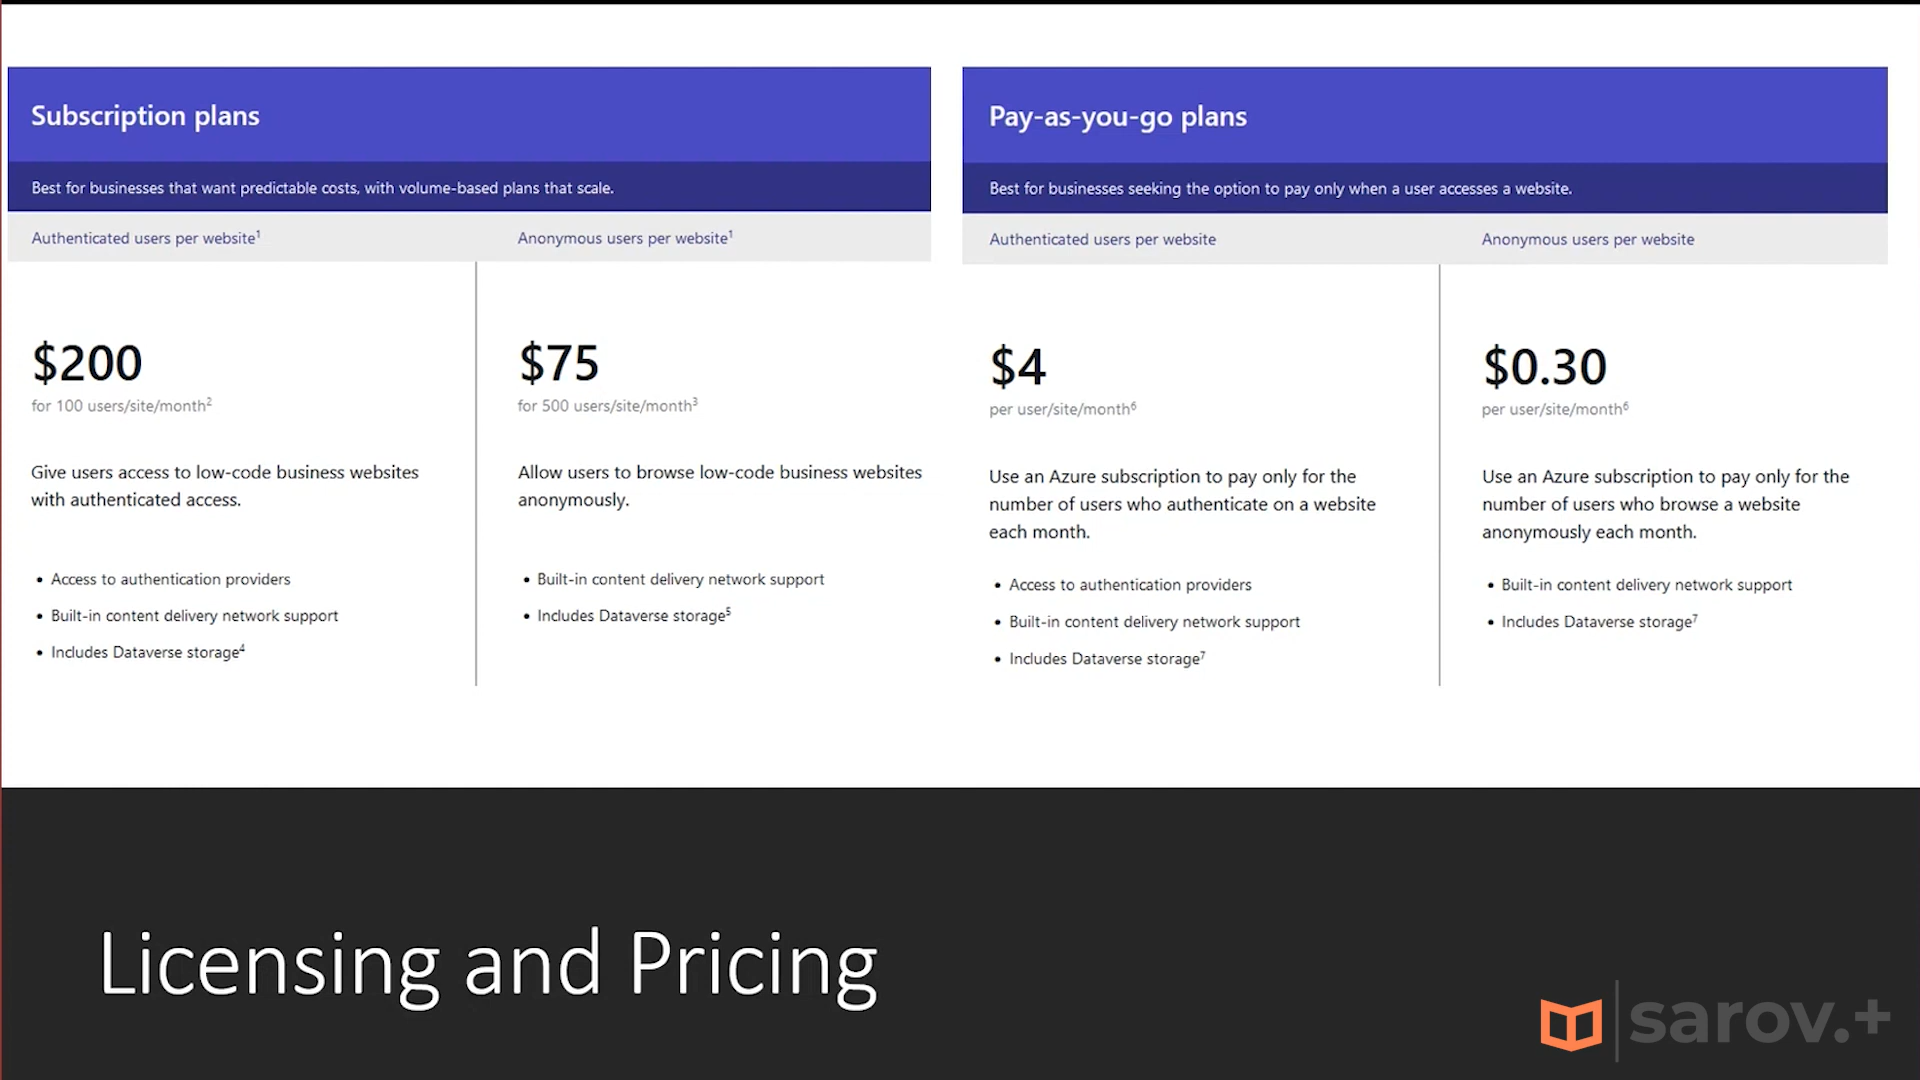 Subscription plans
Best for businesses that want predictable costs, with volume-based plans that scale.
Authenticated users per website¹
Anonymous users per website¹
$200
for 100 users/site/month²
Give users access to low-code business websites
with authenticated access.
• Access to authentication providers
• Built-in content delivery network support
• Includes Dataverse storage⁴
$75
for 500 users/site/month³
Allow users to browse low-code business websites
anonymously.
• Built-in content delivery network support
• Includes Dataverse storage⁵
Pay-as-you-go plans
Best for businesses seeking the option to pay only when a user accesses a website.
Authenticated users per website
Anonymous users per website
$4
per user/site/month⁶
Use an Azure subscription to pay only for the
number of users who authenticate on a website
each month.
• Access to authentication providers
• Built-in content delivery network support
• Includes Dataverse storage⁷
$0.30
per user/site/month⁶
Use an Azure subscription to pay only for the
number of users who browse a website
anonymously each month.
• Built-in content delivery network support
• Includes Dataverse storage⁷
Licensing and Pricing
sarov.+